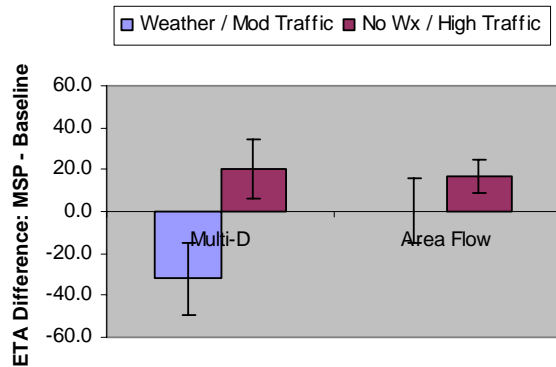 Weather / Mod Traffic No Wx / High Traffic
ETA Difference: MSP - Baseline
60.0
40.0
20.0
0.0
-20.0
-40.0
-60.0
Multi-D Area Flow